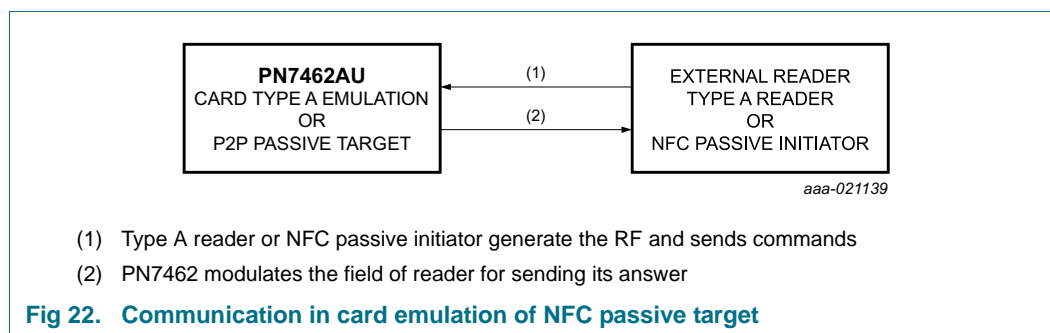 PN7462AU
CARD TYPE A EMULATION
OR
P2P PASSIVE TARGET
(1)
(2)
EXTERNAL READER
TYPE A READER
OR
NFC PASSIVE INITIATOR
aaa-021139
(1) Type A reader or NFC passive initiator generate the RF and sends commands
(2) PN7462 modulates the field of reader for sending its answer
Fig 22. Communication in card emulation of NFC passive target